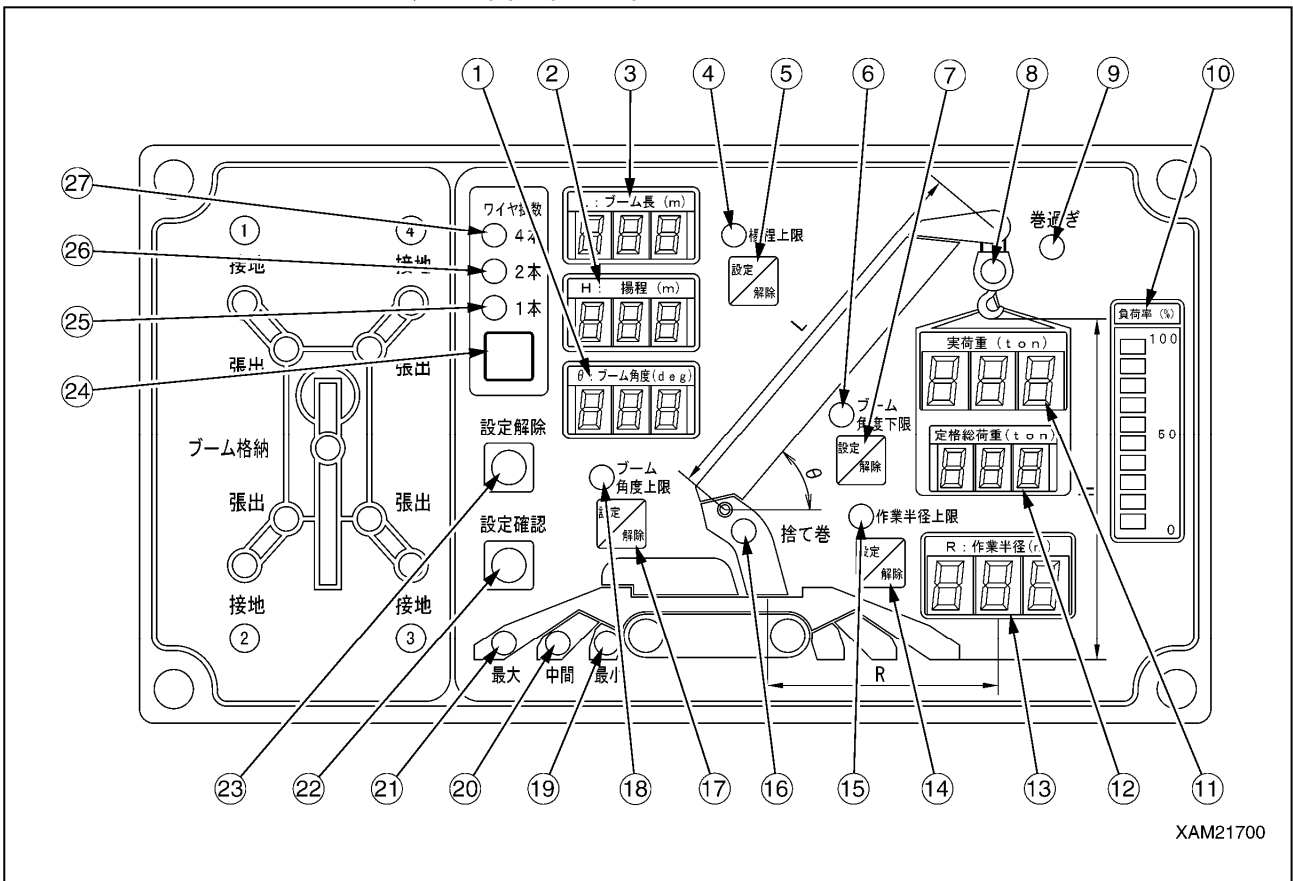 ① ② ③ ④ ⑤ ⑥ ⑦ ⑧ ⑨ ⑩
㉗
㉖
㉕
㉔
① ④
接地 接地
張出 張出
ブーム格納
張出 張出
接地 接地
② ③
ワイヤ掛数
4本
2本
1本
設定解除
設定確認
L:ブーム長 (m)
H: 揚程 (m)
θ:ブーム角度(deg)
揚程上限
設定
解除
巻過ぎ
L
ブーム
角度下限
設定
解除
θ
ブーム
角度上限
設定
解除
捨て巻
作業半径上限
設定
解除
実荷重 (ton)
定格総荷重(ton)
R:作業半径(m)
負荷率 (%)
100
50
0
最大 中間 最小
R
㉓ ㉒ ㉑ ⑳ ⑲ ⑱ ⑰ ⑯ ⑮ ⑭ ⑬ ⑫ ⑪
XAM21700